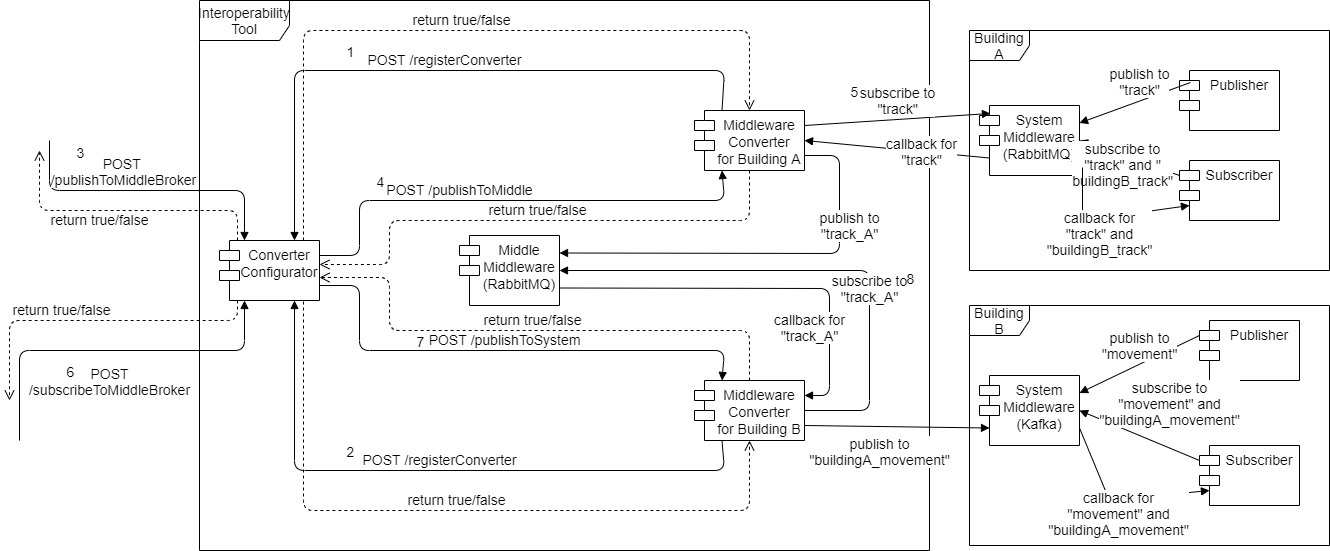 Interoperability
Tool
return true/false
1
POST /registerConverter
Middleware
Converter
for Building A
5
subscribe to
"track"
callback for
"track"
3
POST
/publishToMiddleBroker
return true/false
4
POST /publishToMiddle
return true/false
publish to
"track_A"
Converter
Configurator
Middle
Middleware
(RabbitMQ)
subscribe to
8
"track_A"
callback for
"track_A"
return true/false
return true/false
7
POST /publishToSystem
6
POST
/subscribeToMiddleBroker
Middleware
Converter
for Building B
publish to
"buildingA_movement"
2
POST /registerConverter
return true/false
Building
A
publish to
"track"
Publisher
System
Middleware
(RabbitMQ
subscribe to
"track" and "
buildingB_track"
Subscriber
callback for
"track" and
"buildingB_track"
Building
B
publish to
"movement"
Publisher
System
Middleware
(Kafka)
subscribe to
"movement" and
"buildingA_movement"
Subscriber
callback for
"movement" and
"buildingA_movement"